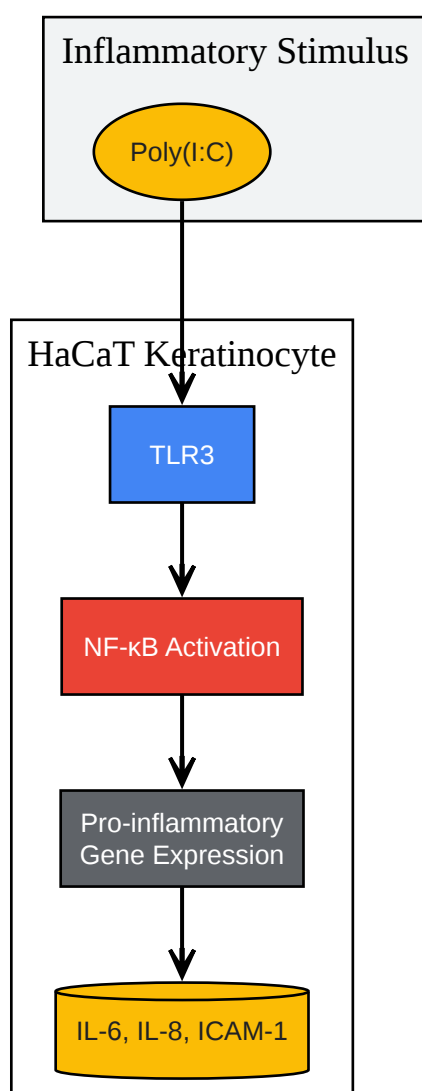 Inflammatory Stimulus
Poly(I:C)
HaCaT Keratinocyte
TLR3
NF-κB Activation
Pro-inflammatory
Gene Expression
IL-6, IL-8, ICAM-1